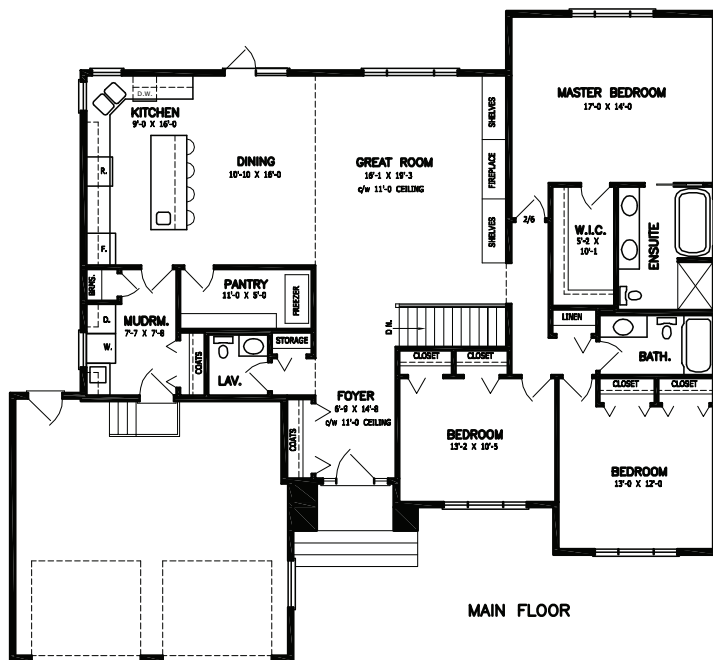 MASTER BEDROOM
17'-0 X 14'-0
D.W.
KITCHEN
9'-0 X 16'-0
SHELVES
DINING
10'-10 X 16'-0
GREAT ROOM
16'-1 X 19'-3
c/w 11'-0 CEILING
FIREPLACE
R.
SHELVES
2/6
W.I.C.
5'-2 X
10'-1
ENSUITE
F.
BRMS.
PANTRY
11'-0 X 5'-0
FREEZER
D.
MUDRM.
7'-7 X 7'-8
W.
DN.
LINEN
STORAGE
COATS
LAV.
CLOSET
CLOSET
BATH.
FOYER
6'-9 X 14'-8
c/w 11'-0 CEILING
CLOSET
CLOSET
COATS
BEDROOM
13'-2 X 10'-5
BEDROOM
13'-0 X 12'-0
MAIN FLOOR